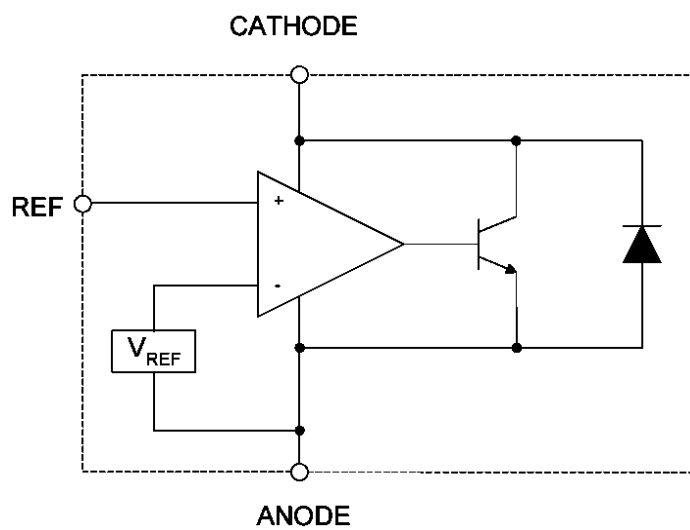 CATHODE
REF
+
-
VREF
ANODE